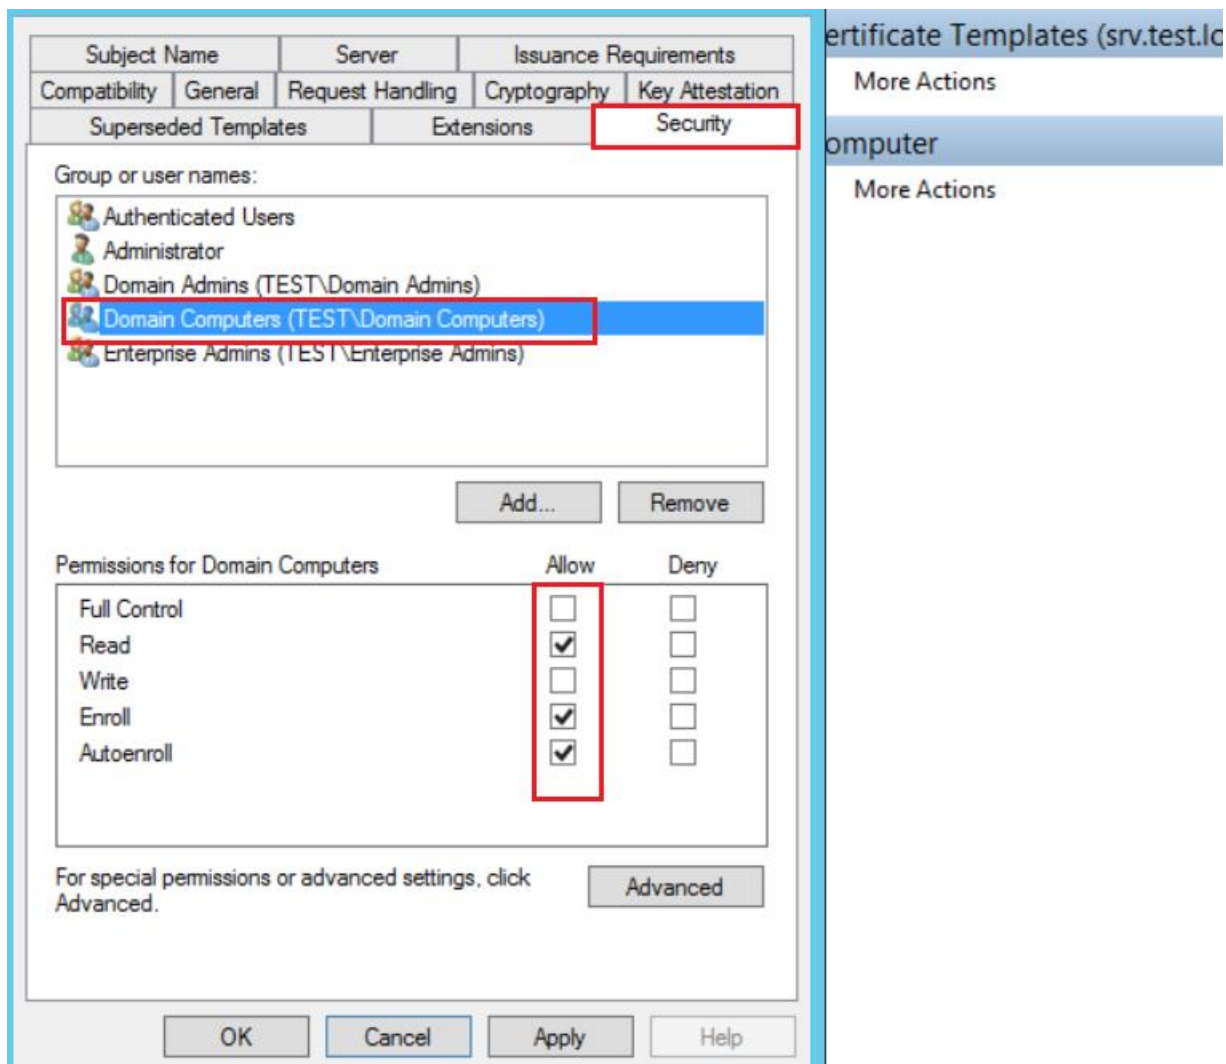 Subject Name Server Issuance Requirements
Compatibility General Request Handling Cryptography Key Attestation
Superseded Templates Extensions Security
Group or user names:
Authenticated Users
Administrator
Domain Admins (TEST\Domain Admins)
Domain Computers (TEST\Domain Computers)
Enterprise Admins (TEST\Enterprise Admins)
Add... Remove
Permissions for Domain Computers Allow Deny
Full Control
Read
Write
Enroll
Autoenroll
For special permissions or advanced settings, click
Advanced.
Advanced
OK Cancel Apply Help
ertificate Templates (srv.test.lo
More Actions
omputer
More Actions